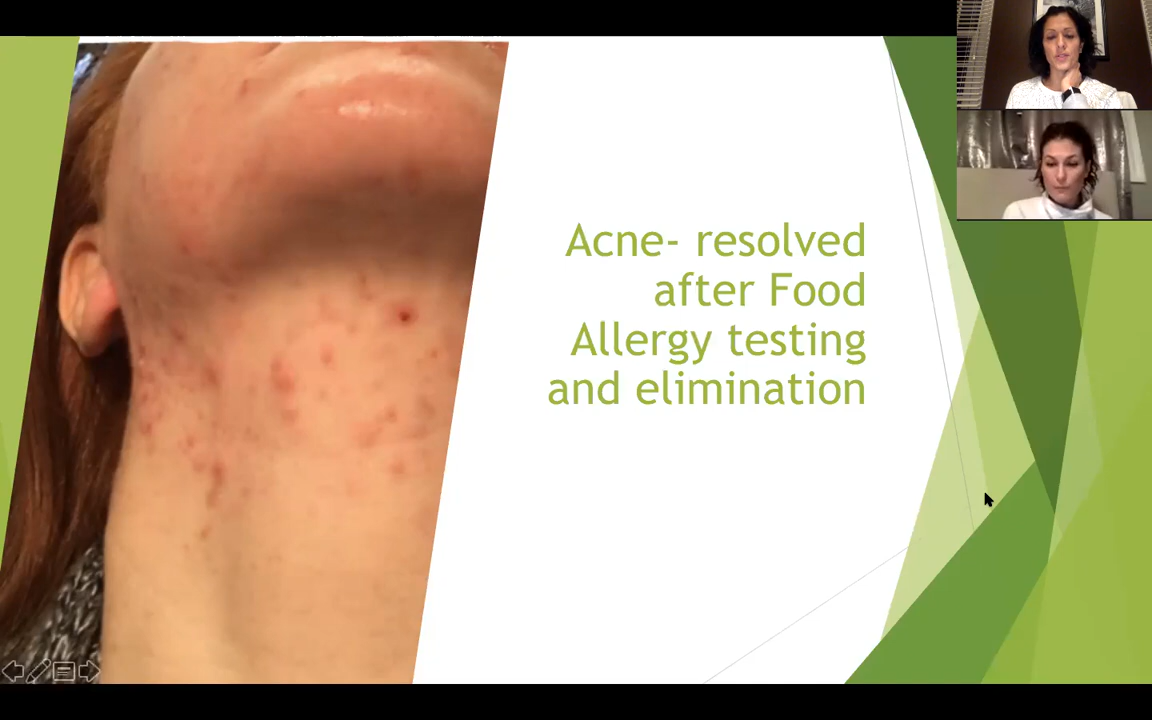 Acne- resolved
after Food
Allergy testing
and elimination